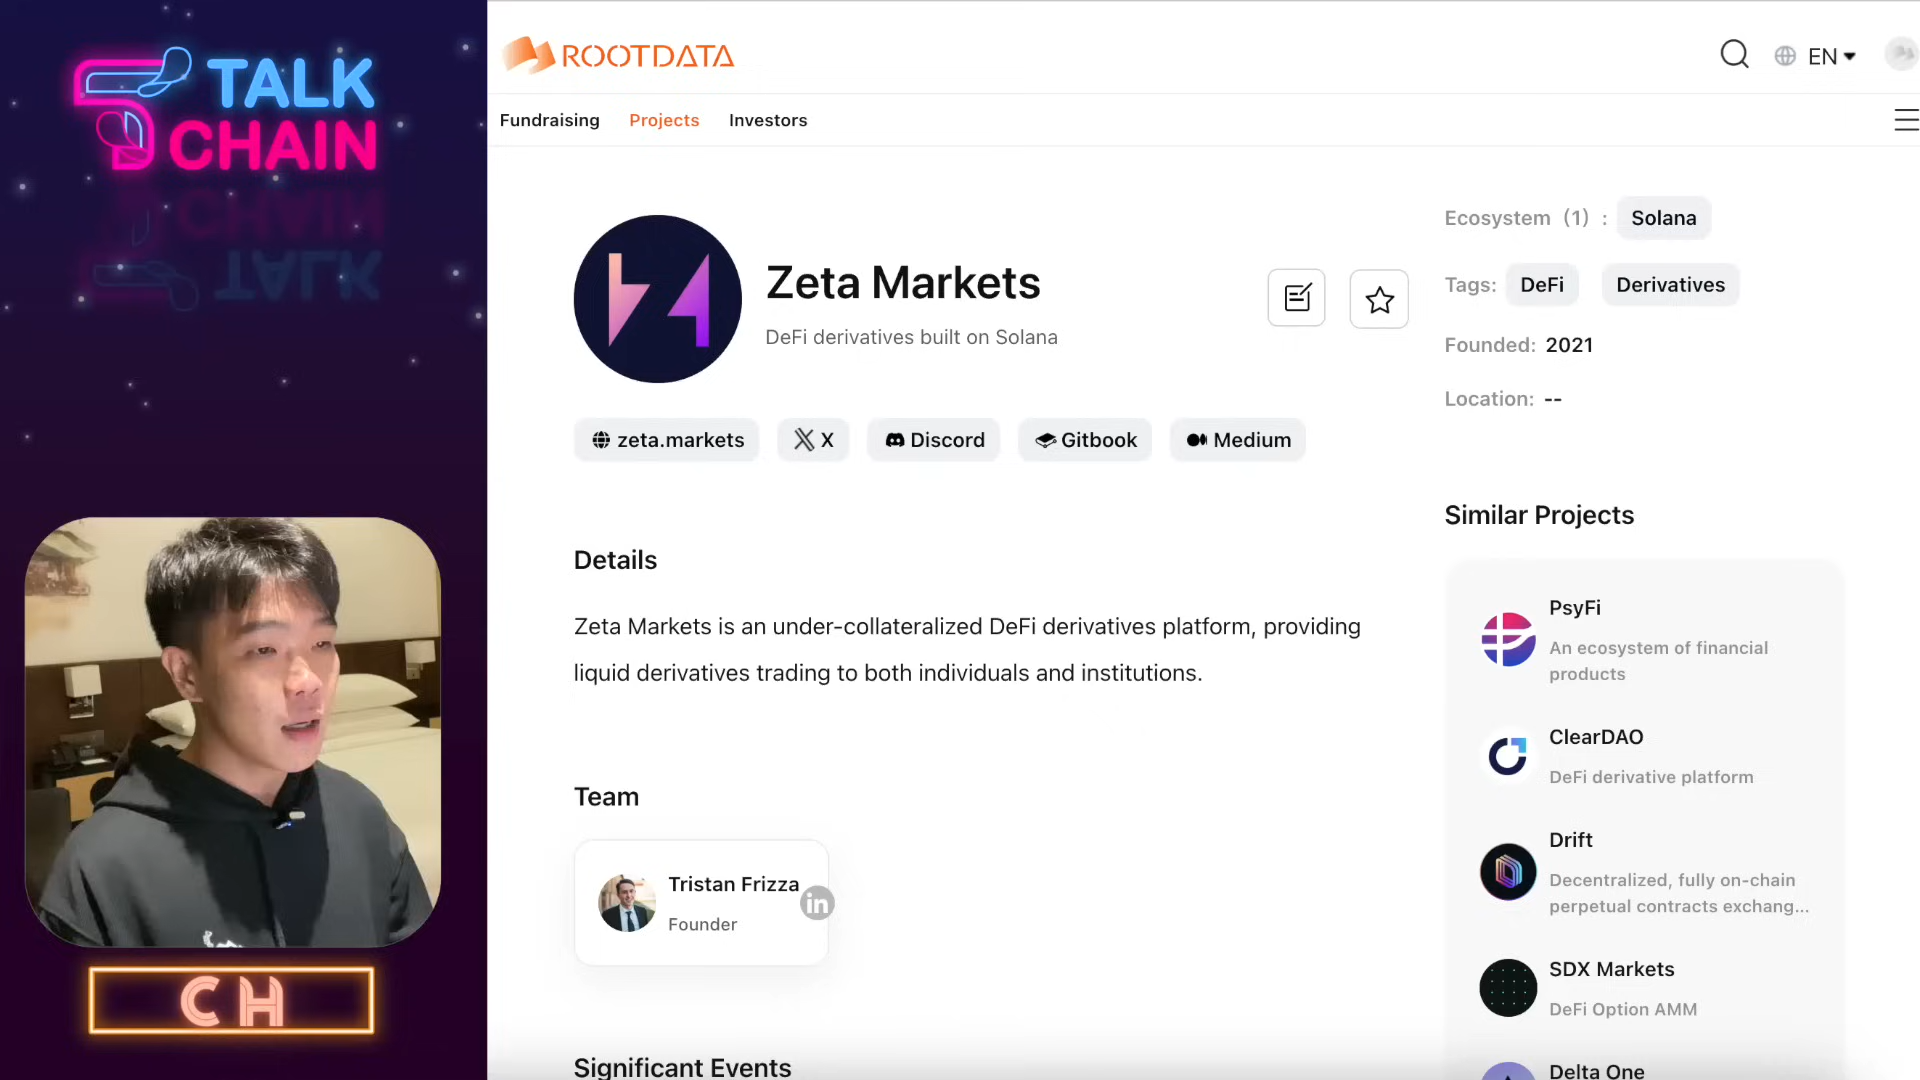 TALK
CHAIN
CH
ROOTDATA
EN
Fundraising
Projects
Investors
Zeta Markets
DeFi derivatives built on Solana
zeta.markets
X
Discord
Gitbook
Medium
Details
Zeta Markets is an under-collateralized DeFi derivatives platform, providing
liquid derivatives trading to both individuals and institutions.
Team
Tristan Frizza
in
Founder
Significant Events
Ecosystem (1) : Solana
Tags: DeFi Derivatives
Founded: 2021
Location: --
Similar Projects
PsyFi
An ecosystem of financial
products
ClearDAO
DeFi derivative platform
Drift
Decentralized, fully on-chain
perpetual contracts exchang...
SDX Markets
DeFi Option AMM
Delta One